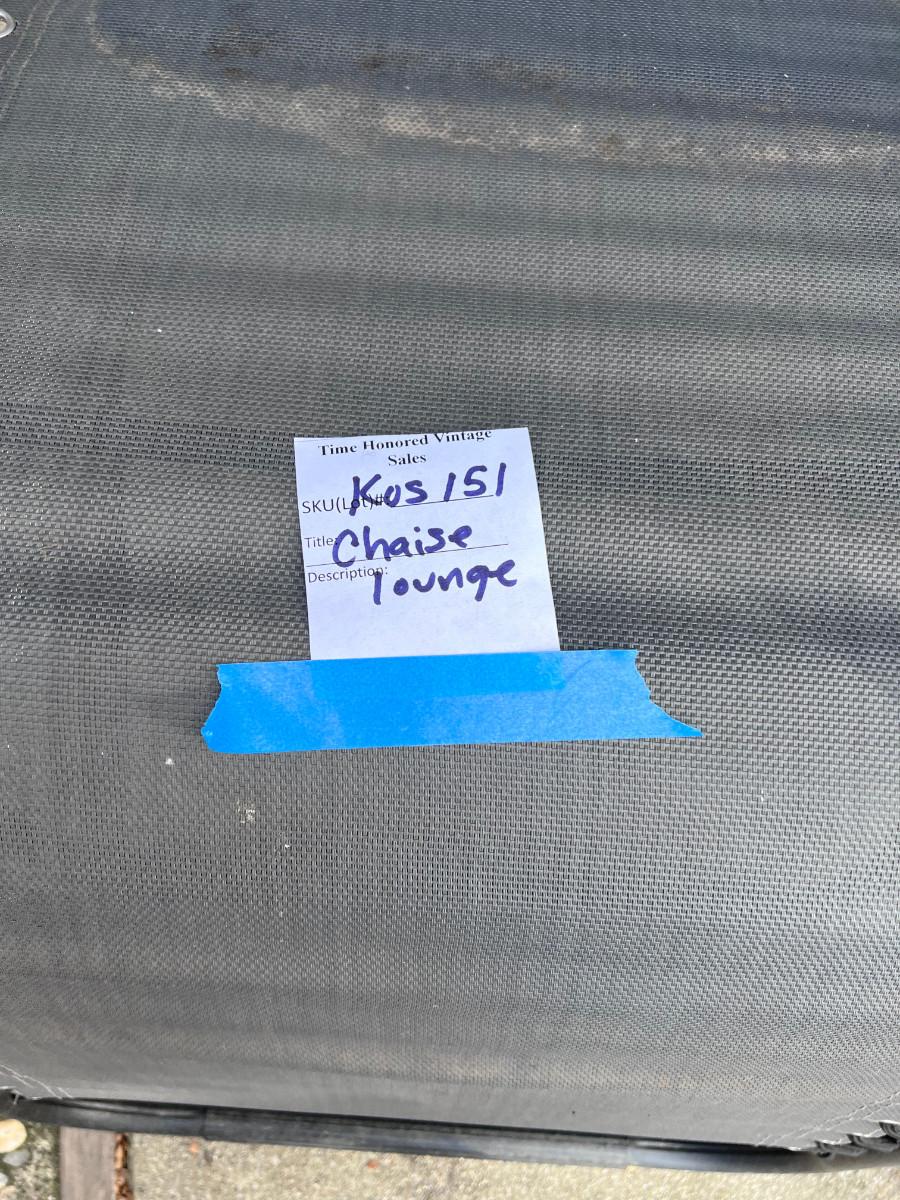 Time Honored Vintage
Sales
SKU(Lot)# Kos 151
Title: Chaise
Description: lounge